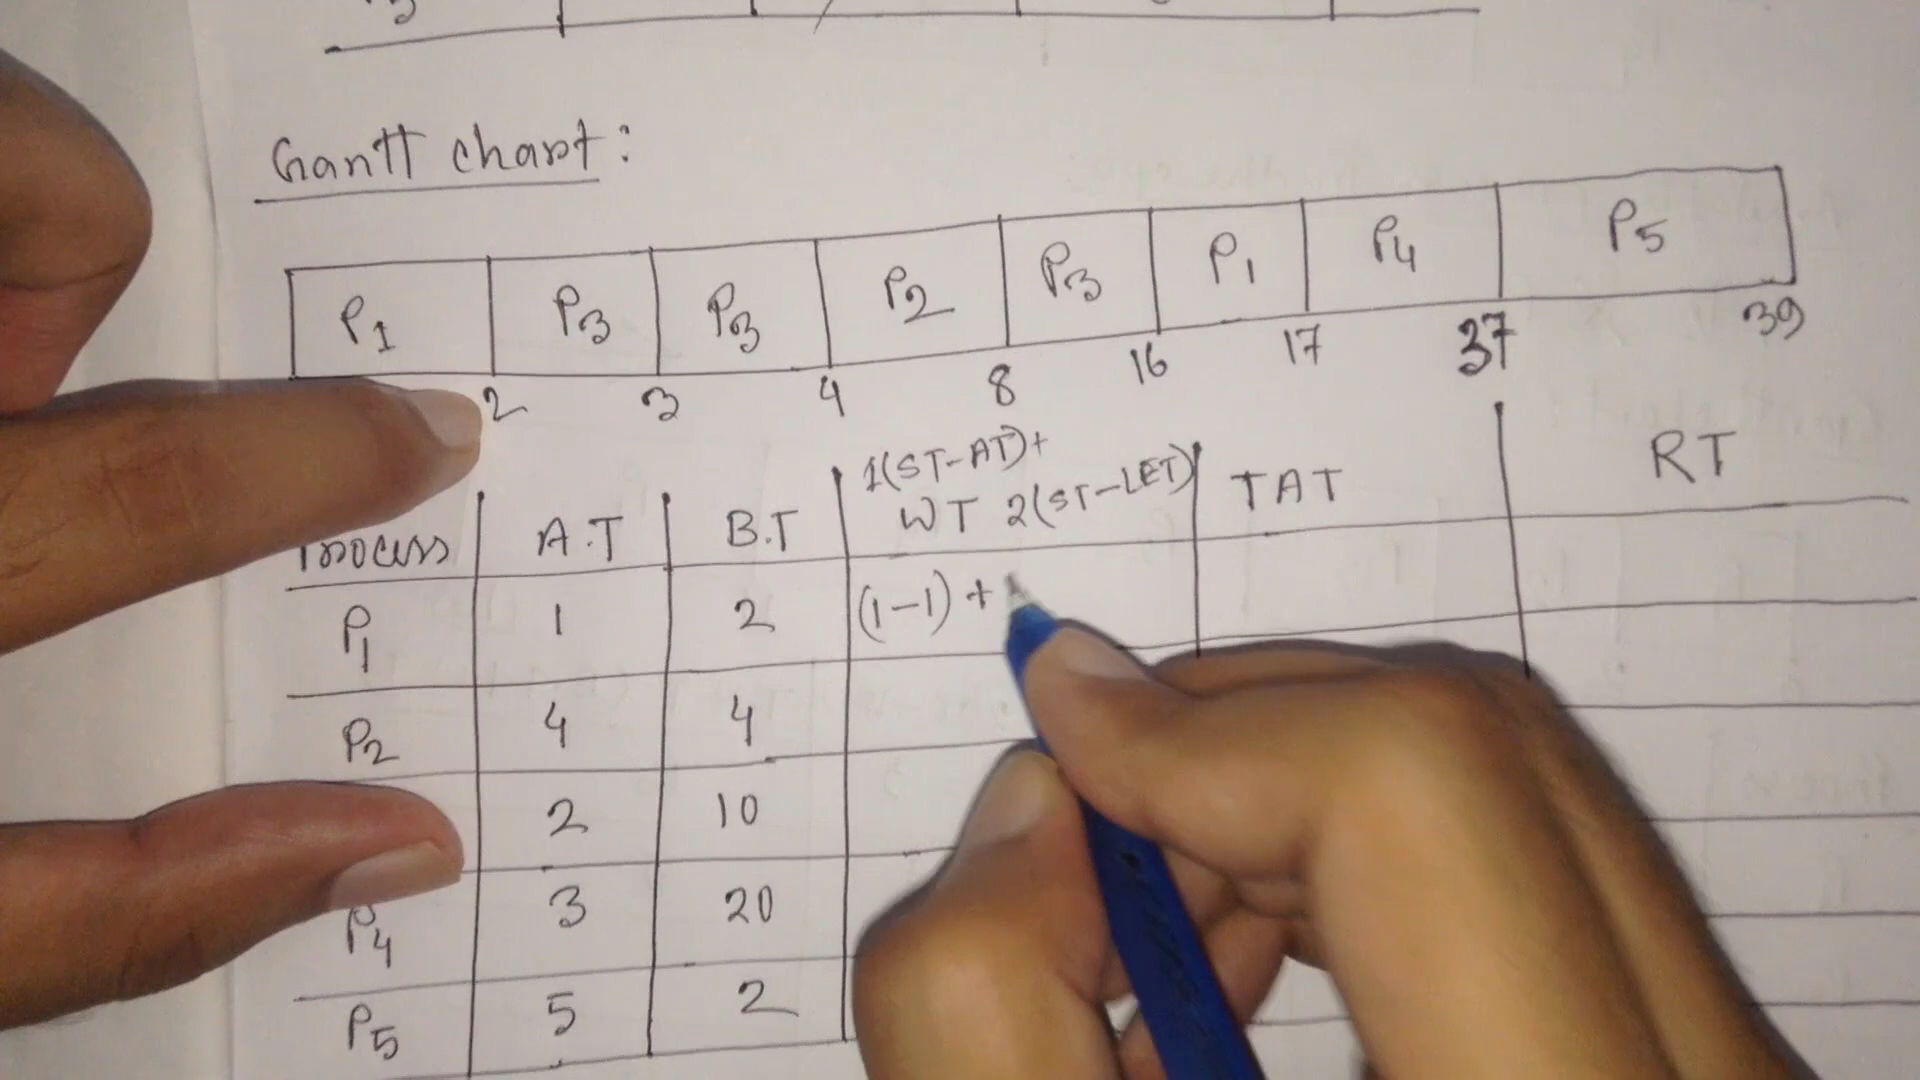 Gantt chart:
P1 P3 P3 P2 P3 P1 P4 P5
2 3 4 8 16 17 37 39
1(ST-AT)+
Process A.T B.T WT 2(ST-LET) TAT RT
P1 1 2 (1-1) +
P2 4 4
2 10
P4 3 20
P5 5 2